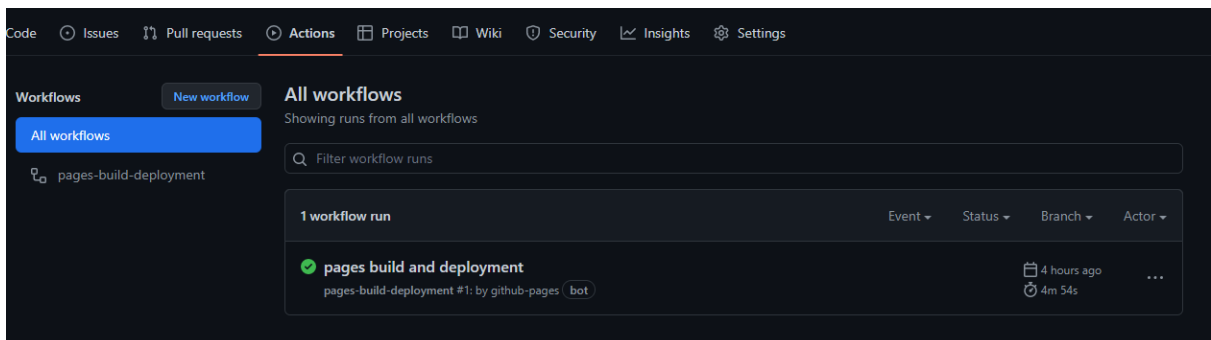 Code Issues Pull requests Actions Projects Wiki Security Insights Settings
Workflows New workflow
All workflows
pages-build-deployment
All workflows
Showing runs from all workflows
Filter workflow runs
1 workflow run Event Status Branch Actor
pages build and deployment
pages-build-deployment #1: by github-pages bot
4 hours ago
4m 54s